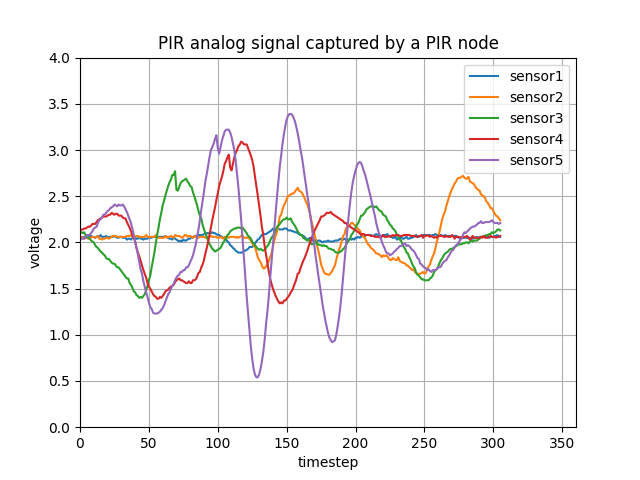 PIR analog signal captured by a PIR node
4.0
3.5
3.0
2.5
2.0
1.5
1.0
0.5
0.0
voltage
sensor1
sensor2
sensor3
sensor4
sensor5
0 50 100 150 200 250 300 350
timestep